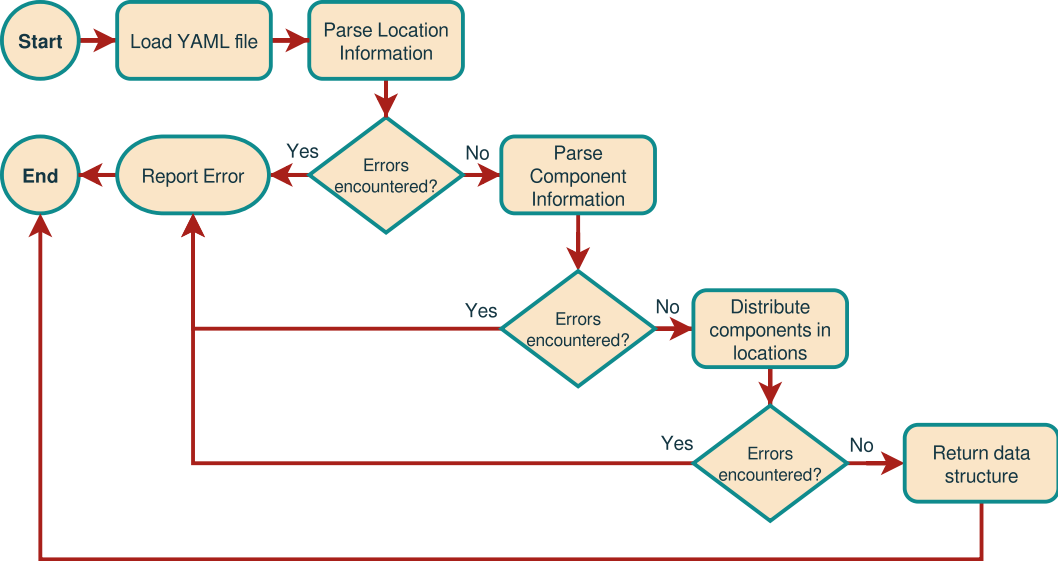 Start
Load YAML file
Parse Location
Information
End
Report Error
Yes
Errors
encountered?
No
Parse
Component
Information
Yes
Errors
encountered?
No
Distribute
components in
locations
Yes
Errors
encountered?
No
Return data
structure